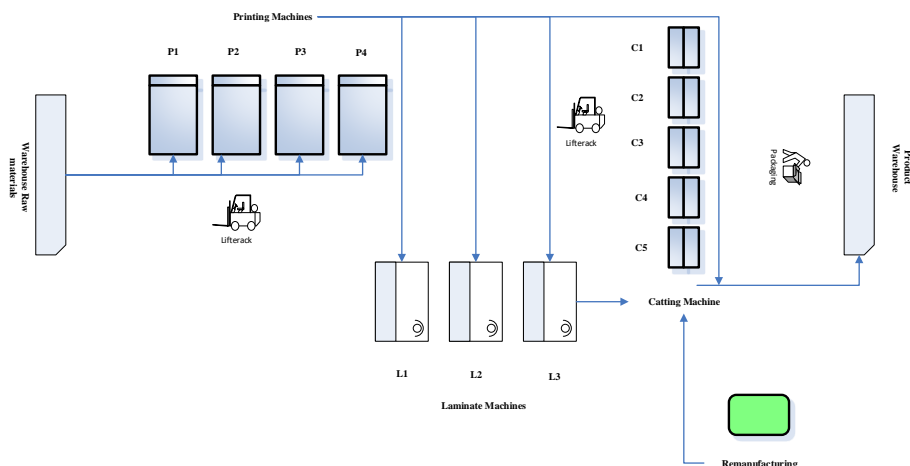 Printing Machines
P1
P2
P3
P4
Warehouse Raw
materials
Lifterack
Lifterack
C1
C2
C3
C4
C5
Packaging
Product
Warehouse
Catting Machine
L1
L2
L3
Laminate Machines
Remanufacturing